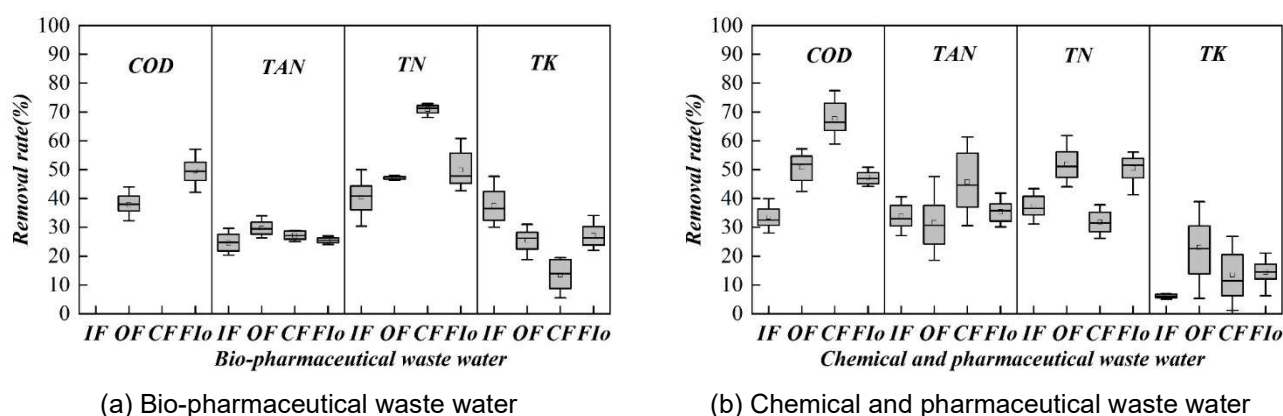 100
90
80
70
60
50
40
30
20
10
0
Removal rate(%)
COD
TAN
TN
TK
IF OF CF FIo IF OF CF FIo IF OF CF FIo IF OF CF FIo
Bio-pharmaceutical waste water
(a) Bio-pharmaceutical waste water
100
90
80
70
60
50
40
30
20
10
0
Removal rate(%)
COD
TAN
TN
TK
IF OF CF FIo IF OF CF FIo IF OF CF FIo IF OF CF FIo
Chemical and pharmaceutical waste water
(b) Chemical and pharmaceutical waste water